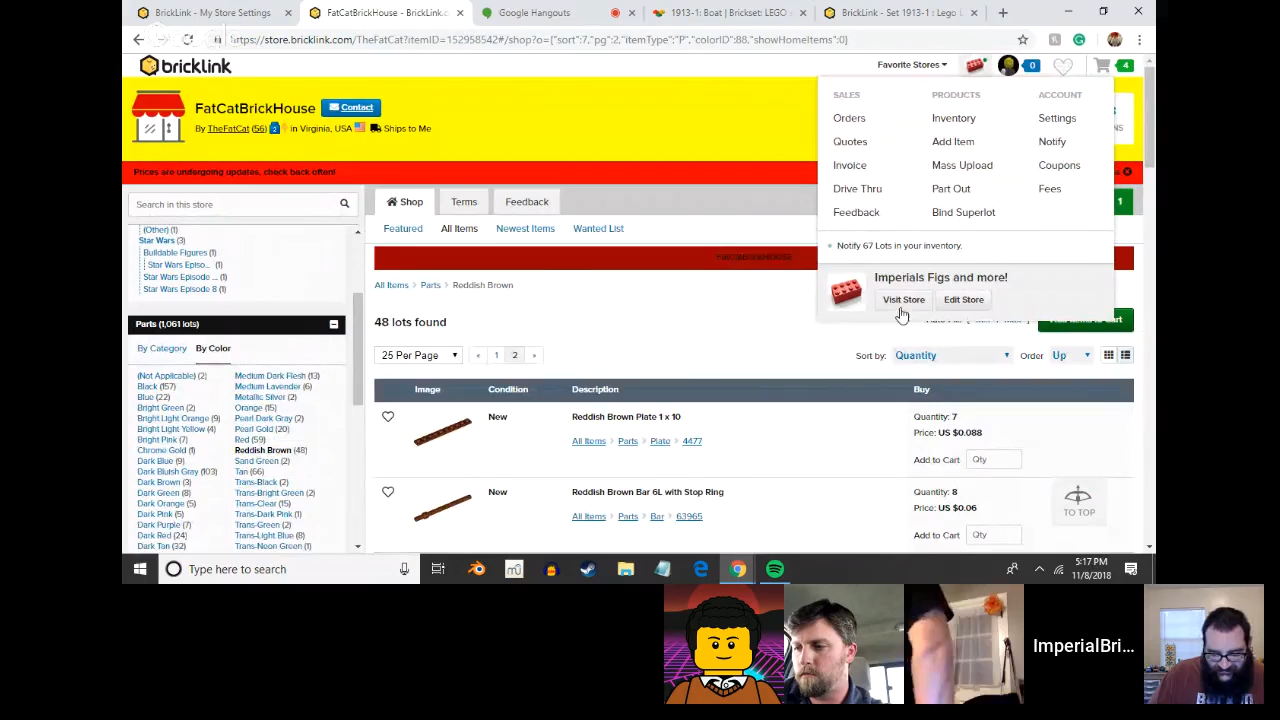 BrickLink - My Store Settings
FatCatBrickHouse - BrickLink.c
Google Hangouts
1913-1: Boat | Brickset: LEGO
BrickLink - Set 1913-1 : Lego
https://store.bricklink.com/TheFatCat?itemID=152958542#/shop?o={"sort":7,"pg":2,"itemType":"P","colorID":88,"showHomeItems":0}
bricklink
Favorite Stores
0
4
FatCatBrickHouse
Contact
By TheFatCat (56) in Virginia, USA Ships to Me
Prices are undergoing updates, check back often!
SALES PRODUCTS ACCOUNT
Orders Inventory Settings
Quotes Add Item Notify
Invoice Mass Upload Coupons
Drive Thru Part Out Fees
Feedback Bind Superlot
Notify 67 Lots in your inventory.
Imperials Figs and more!
Visit Store Edit Store
1
Search in this store
Shop Terms Feedback
Featured All Items Newest Items Wanted List
All Items Parts Reddish Brown
48 lots found
25 Per Page « 1 2 »
Sort by: Quantity Order Up
(Other) (1)
Star Wars (3)
Buildable Figures (1)
Star Wars Episo... (1)
Star Wars Episode ... (1)
Star Wars Episode 8 (1)
Parts (1,061 lots)
By Category By Color
(Not Applicable) (2)
Black (157)
Blue (22)
Bright Green (2)
Bright Light Orange (9)
Bright Light Yellow (4)
Bright Pink (7)
Chrome Gold (1)
Dark Blue (9)
Dark Bluish Gray (103)
Dark Brown (3)
Dark Green (8)
Dark Orange (5)
Dark Pink (5)
Dark Purple (7)
Dark Red (24)
Dark Tan (32)
Medium Dark Flesh (13)
Medium Lavender (6)
Metallic Silver (2)
Orange (15)
Pearl Dark Gray (2)
Pearl Gold (20)
Red (59)
Reddish Brown (48)
Sand Green (2)
Tan (66)
Trans-Black (2)
Trans-Bright Green (2)
Trans-Clear (15)
Trans-Dark Pink (1)
Trans-Green (2)
Trans-Light Blue (8)
Trans-Neon Green (1)
Image Condition Description Buy
New
Reddish Brown Plate 1 x 10
All Items Parts Plate 4477
Quantity: 7
Price: US $0.088
Add to Cart Qty
New
Reddish Brown Bar 6L with Stop Ring
All Items Parts Bar 63965
Quantity: 8
Price: US $0.06
Add to Cart Qty
TO TOP
Type here to search
5:17 PM
11/8/2018
ImperialBri...